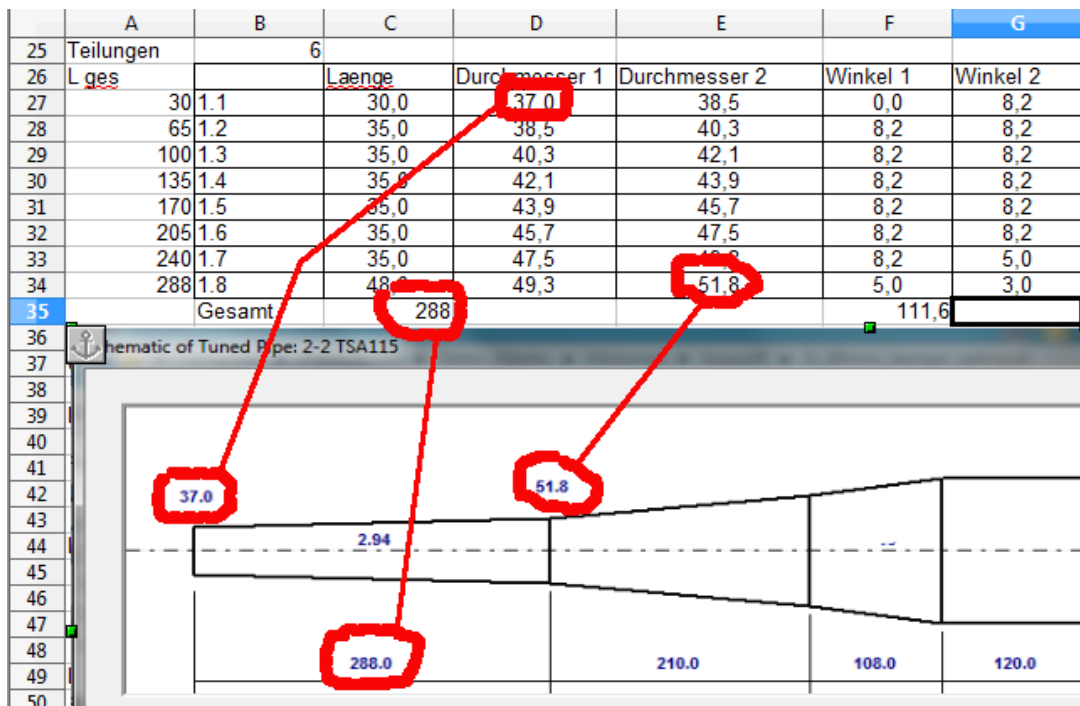 A B C D E F G
25 Teilungen 6
26 L ges Laenge Durchmesser 1 Durchmesser 2 Winkel 1 Winkel 2
27 30 1.1 30,0 37,0 38,5 0,0 8,2
28 65 1.2 35,0 38,5 40,3 8,2 8,2
29 100 1.3 35,0 40,3 42,1 8,2 8,2
30 135 1.4 35,0 42,1 43,9 8,2 8,2
31 170 1.5 35,0 43,9 45,7 8,2 8,2
32 205 1.6 35,0 45,7 47,5 8,2 8,2
33 240 1.7 35,0 47,5 8,2 5,0
34 288 1.8 48,0 49,3 51,8 5,0 3,0
35 Gesamt 288 111,6
36
hematic of Tuned Pipe: 2-2 TSA115
37
38
39
40
41
42
43
44
45
46
47
48
49
50
37.0 51.8
2.94
288.0 210.0 108.0 120.0